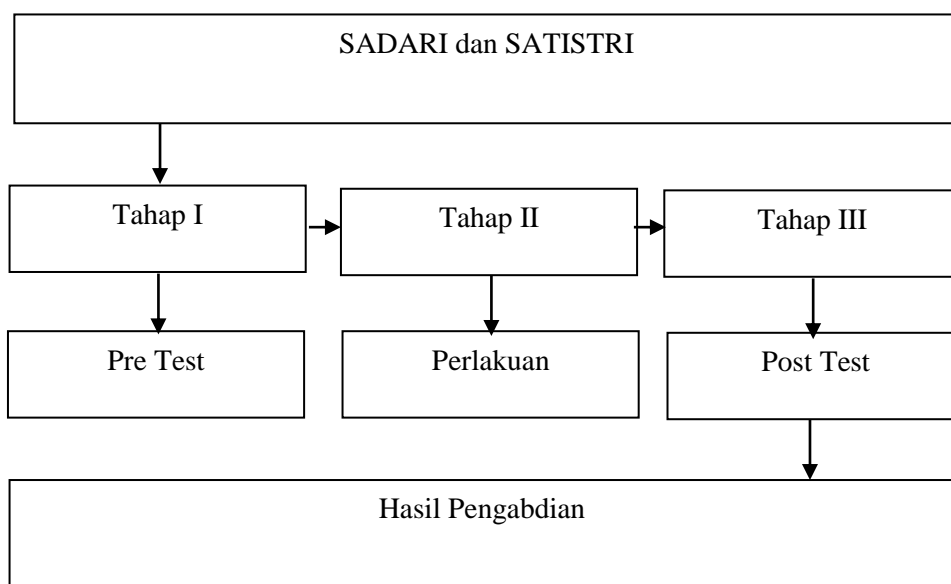 SADARI dan SATISTRI
Tahap I
Tahap II
Tahap III
Pre Test
Perlakuan
Post Test
Hasil Pengabdian